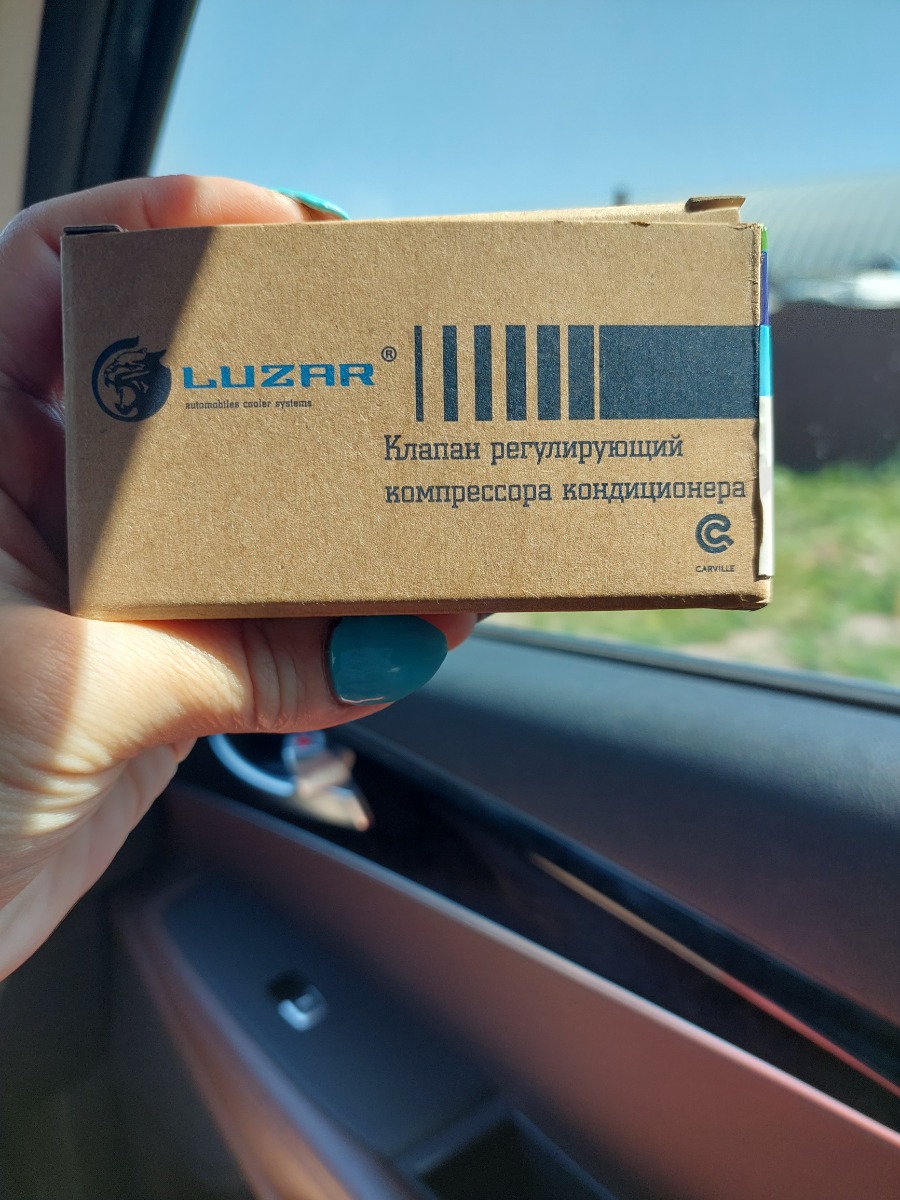 LUZAR®
automobiles cooler systems
Клапан регулирующий
компрессора кондиционера
CARVILLE